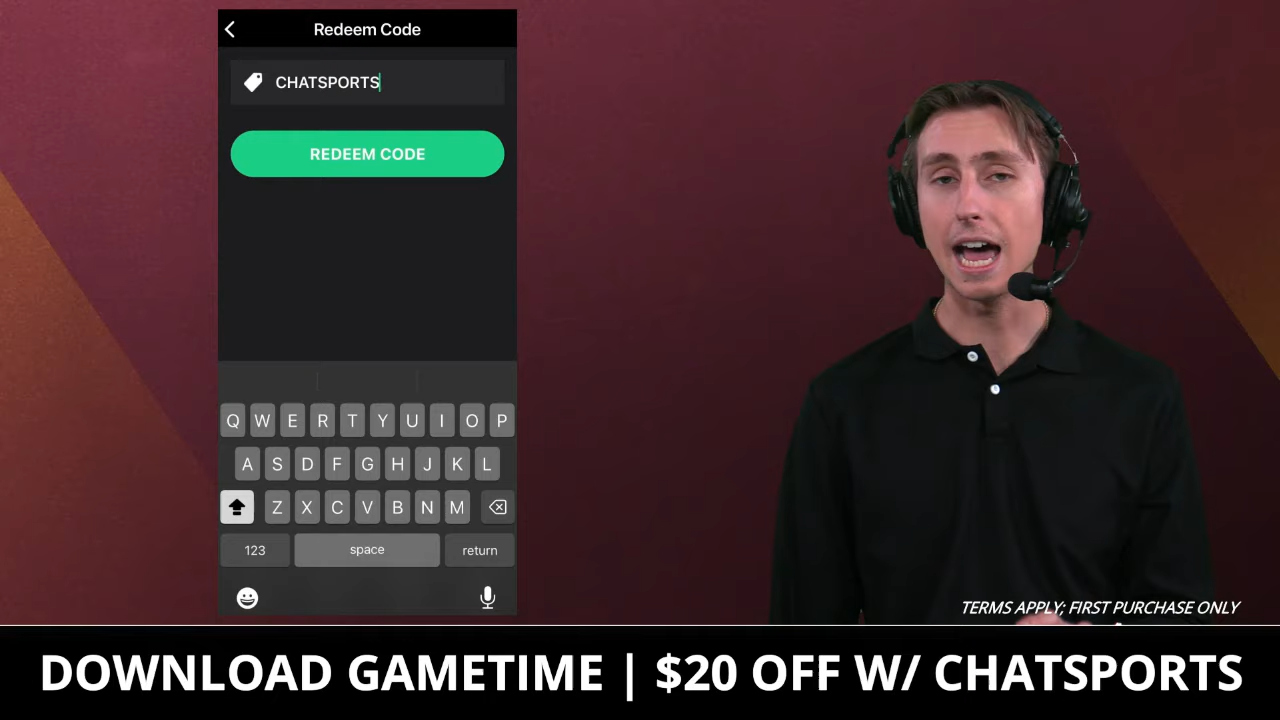 Redeem Code
CHATSPORTS
REDEEM CODE
Q W E R T Y U I O P
A S D F G H J K L
Z X C V B N M
123 space return
TERMS APPLY; FIRST PURCHASE ONLY
DOWNLOAD GAMETIME | $20 OFF W/ CHATSPORTS